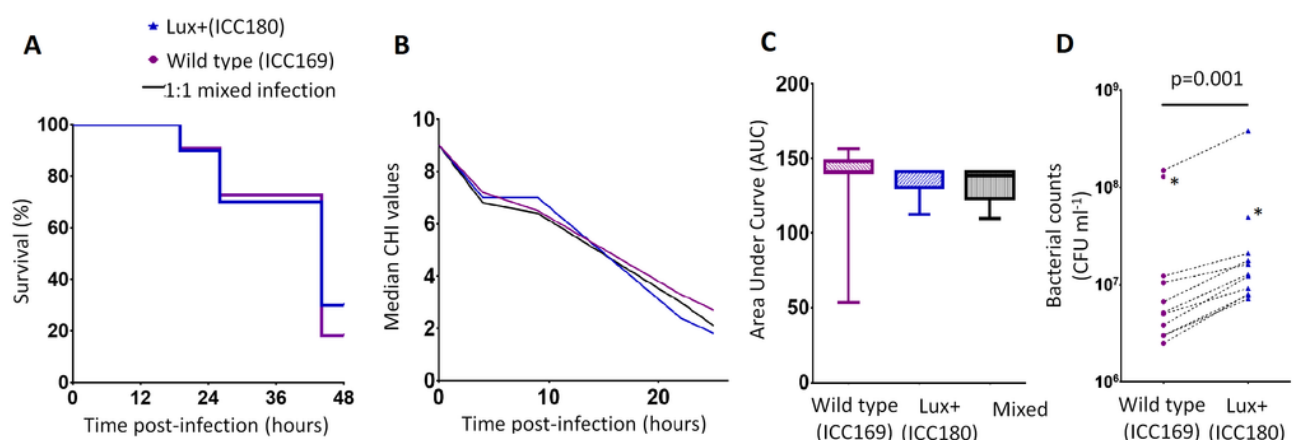 A
Lux+(ICC180)
Wild type (ICC169)
1:1 mixed infection
Survival (%)
100
80
60
40
20
0
0 12 24 36 48
Time post-infection (hours)
B
Median CHI values
10
8
6
4
2
0
0 10 20
Time post-infection (hours)
C
Area Under Curve (AUC)
200
150
100
50
0
Wild type Lux+ Mixed
(ICC169) (ICC180)
D
p=0.001
Bacterial counts
(CFU ml-1)
10⁹
10⁸
10⁷
10⁶
*
*
Wild type Lux+
(ICC169) (ICC180)